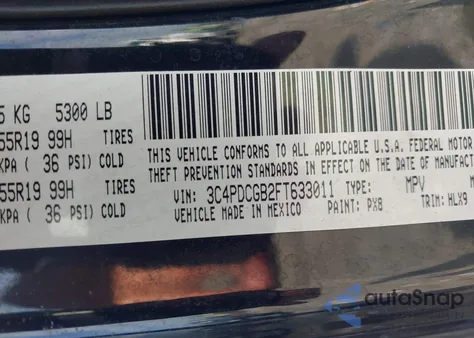 5 KG 5300 LB
55R19 99H TIRES
KPA ( 36 PSI) COLD
55R19 99H TIRES
KPA ( 36 PSI) COLD
THIS VEHICLE CONFORMS TO ALL APPLICABLE U.S.A. FEDERAL MOTOR
THEFT PREVENTION STANDARDS IN EFFECT ON THE DATE OF
VIN: 3C4PDCGB2FT633011 TYPE: MPV
MADE IN MEXICO PAINT: PX8 TRIM: HLX9
autoSnap